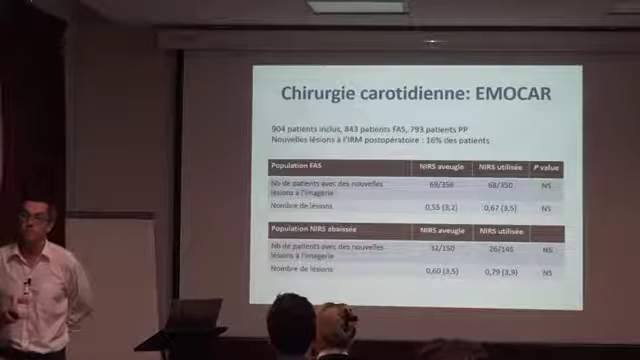 Chirurgie carotidienne: EMOCAR
904 patients inclus, 843 patients FAS, 793 patients PP
Nouvelles lésions à l'IRM postopératoire : 16% des patients
Population FAS NIRS aveugle NIRS utilisée P value
Nb de patients avec des nouvelles lésions à l'imagerie 69/356 68/350 NS
Nombre de lésions 0,55 (3,2) 0,67 (3,5) NS
Population NIRS abaissée NIRS aveugle NIRS utilisée
Nb de patients avec des nouvelles lésions à l'imagerie 32/150 26/145 NS
Nombre de lésions 0,60 (3,5) 0,79 (3,9) NS